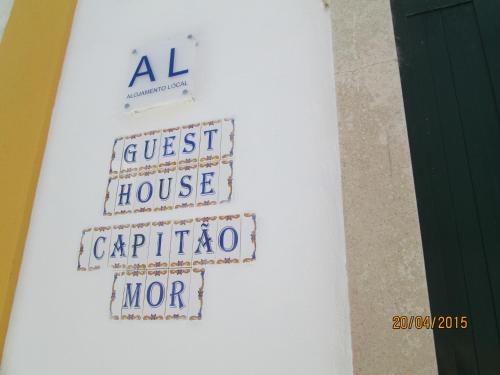 AL
ALOJAMENTO LOCAL
GUEST
HOUSE
CAPITÃO
MOR
20/04/2015